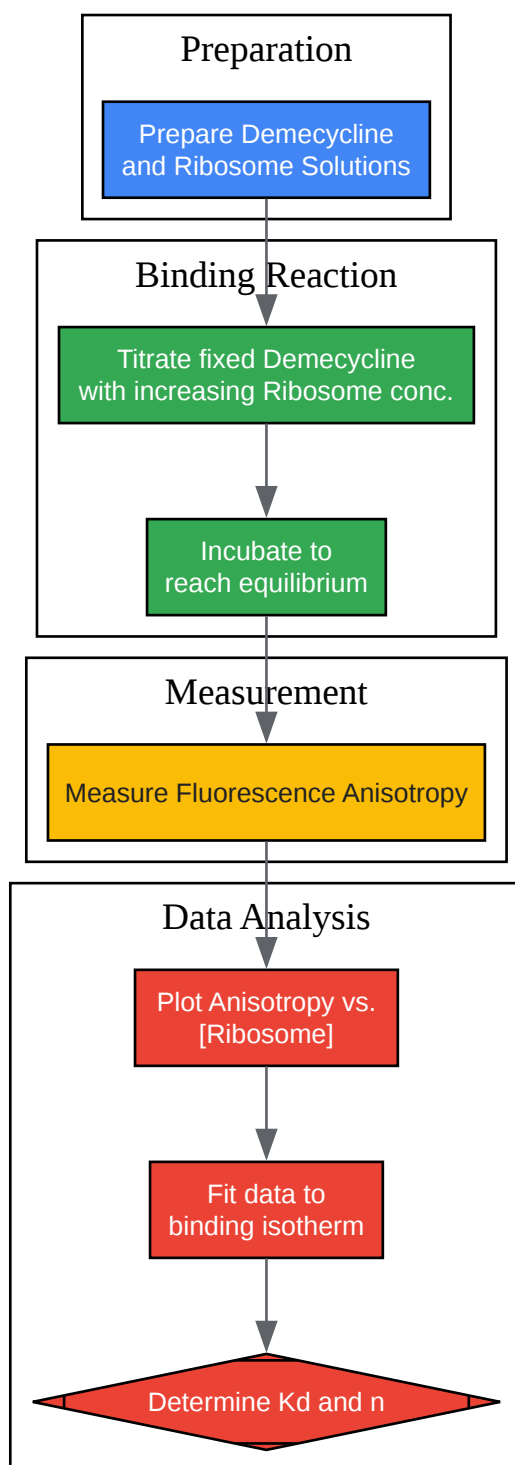 Preparation
Prepare Demecycline
and Ribosome Solutions
Binding Reaction
Titrate fixed Demecycline
with increasing Ribosome conc.
Incubate to
reach equilibrium
Measurement
Measure Fluorescence Anisotropy
Data Analysis
Plot Anisotropy vs.
[Ribosome]
Fit data to
binding isotherm
Determine Kd and n